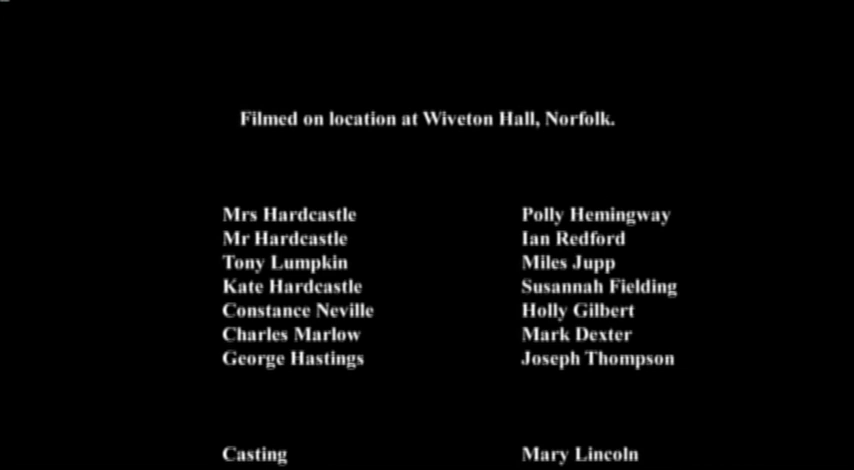 Filmed on location at Wiveton Hall, Norfolk.
Mrs Hardcastle Polly Hemingway
Mr Hardcastle Ian Redford
Tony Lumpkin Miles Jupp
Kate Hardcastle Susannah Fielding
Constance Neville Holly Gilbert
Charles Marlow Mark Dexter
George Hastings Joseph Thompson
Casting Mary Lincoln